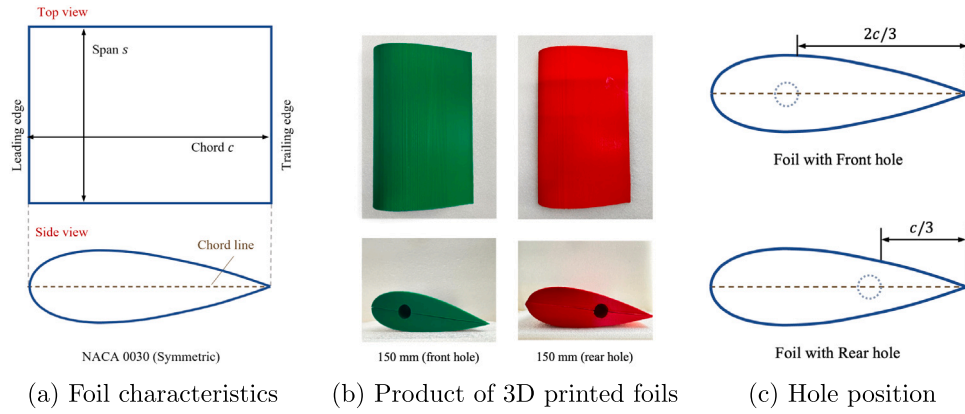 Top view
Span s
Leading edge
Chord c
Trailing edge
Side view
Chord line
NACA 0030 (Symmetric)
(a) Foil characteristics
150 mm (front hole)
150 mm (rear hole)
(b) Product of 3D printed foils
2c/3
Foil with Front hole
c/3
Foil with Rear hole
(c) Hole position